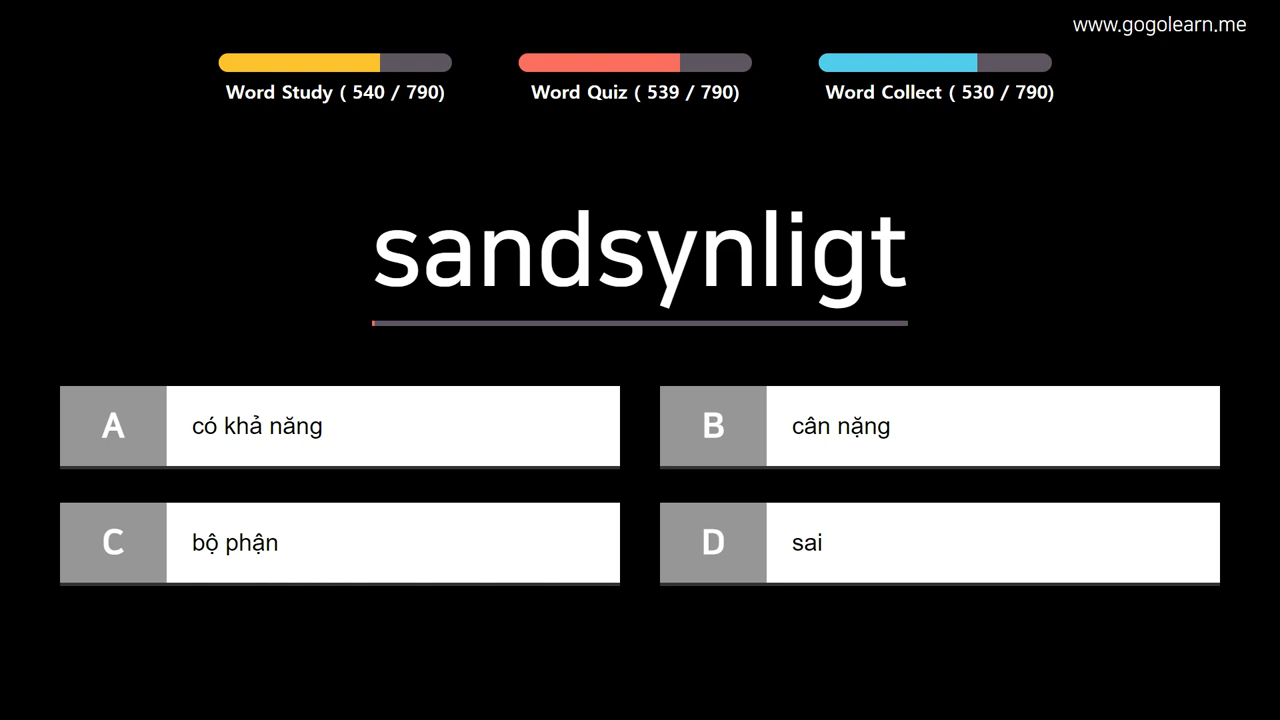 www.gogolearn.me
Word Study ( 540 / 790)
Word Quiz ( 539 / 790)
Word Collect ( 530 / 790)
sandsynligt
A có khả năng
B cân nặng
C bộ phận
D sai